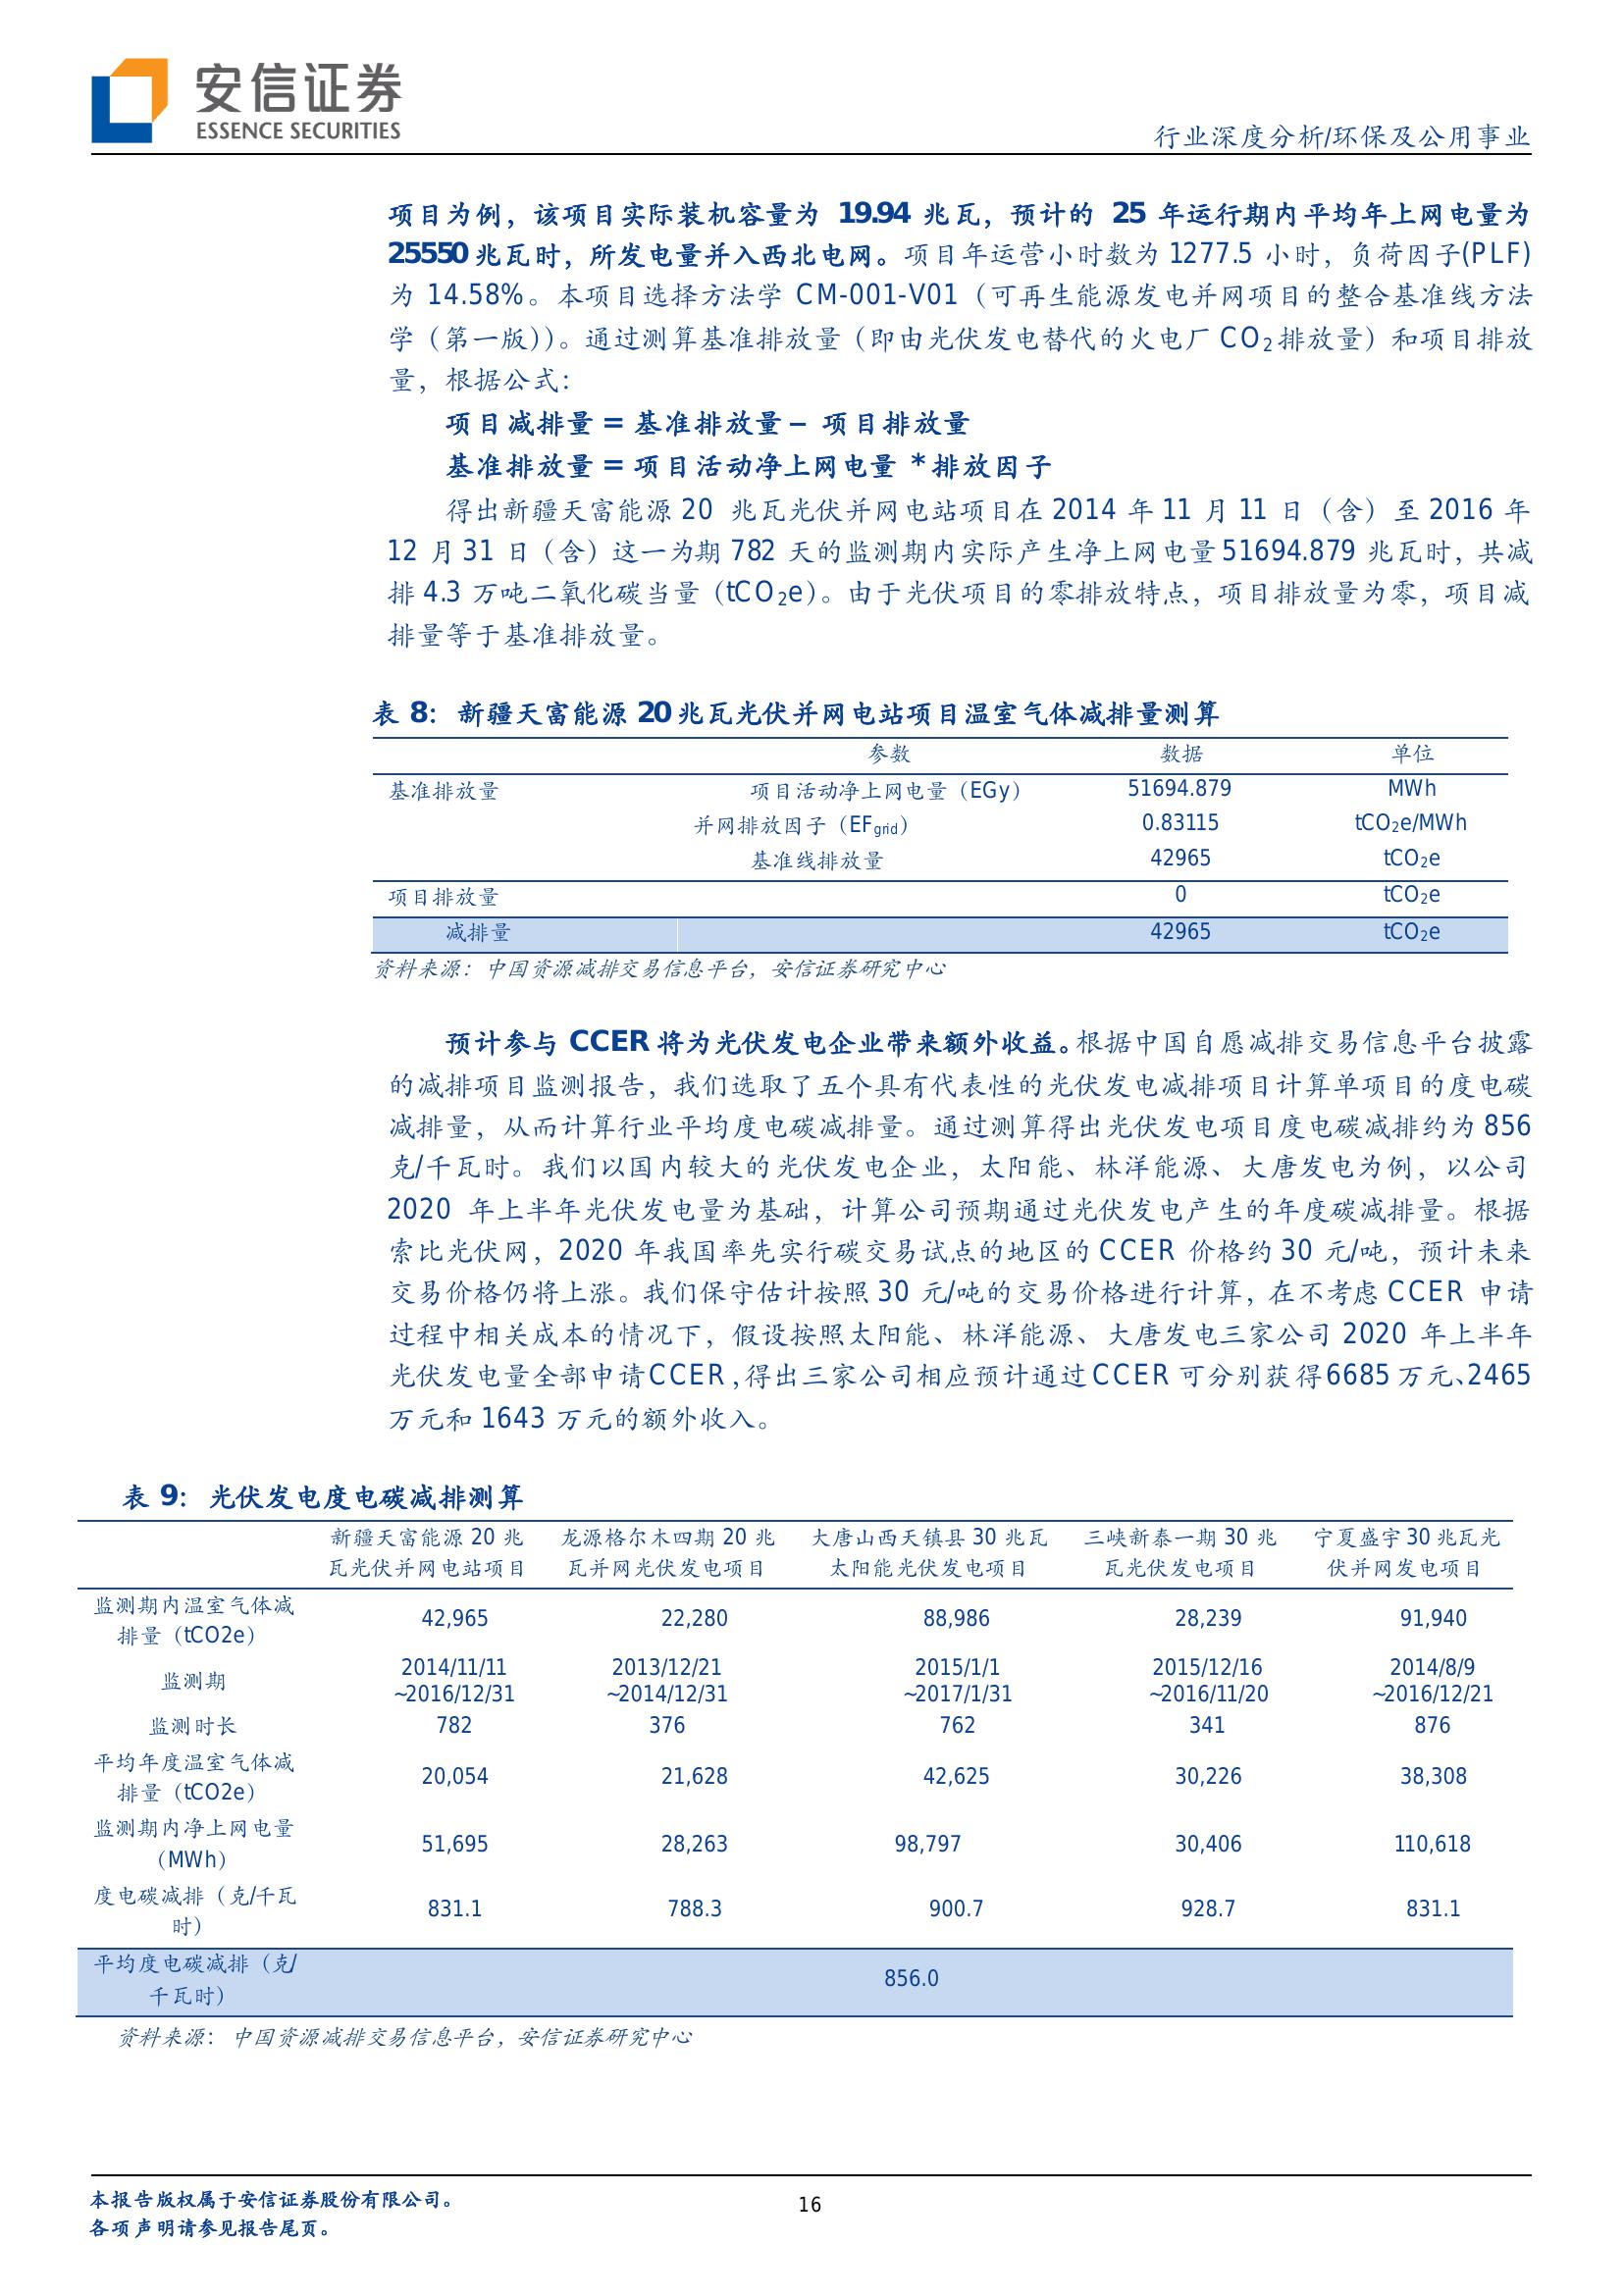 安信证券
ESSENCE SECURITIES
行业深度分析/环保及公用事业
项目为例，该项目实际装机容量为 19.94 兆瓦，预计的 25 年运行期内平均年上网电量为
25550 兆瓦时，所发电量并入西北电网。项目年运营小时数为 1277.5 小时，负荷因子(PLF)
为 14.58%。本项目选择方法学 CM-001-V01（可再生能源发电并网项目的整合基准线方法
学（第一版））。通过测算基准排放量（即由光伏发电替代的火电厂 CO₂排放量）和项目排放
量，根据公式：
项目减排量 = 基准排放量 – 项目排放量
基准排放量 = 项目活动净上网电量 * 排放因子
得出新疆天富能源 20 兆瓦光伏并网电站项目在 2014 年 11 月 11 日（含）至 2016 年
12 月 31 日（含）这一为期 782 天的监测期内实际产生净上网电量 51694.879 兆瓦时，共减
排 4.3 万吨二氧化碳当量（tCO₂e）。由于光伏项目的零排放特点，项目排放量为零，项目减
排量等于基准排放量。
表 8： 新疆天富能源 20 兆瓦光伏并网电站项目温室气体减排量测算
参数 数据 单位
基准排放量 项目活动净上网电量（EGy） 51694.879 MWh
并网排放因子（EFgrid） 0.83115 tCO₂e/MWh
基准线排放量 42965 tCO₂e
项目排放量 0 tCO₂e
减排量 42965 tCO₂e
资料来源： 中国资源减排交易信息平台，安信证券研究中心
预计参与 CCER 将为光伏发电企业带来额外收益。根据中国自愿减排交易信息平台披露
的减排项目监测报告，我们选取了五个具有代表性的光伏发电减排项目计算单项目的度电碳
减排量，从而计算行业平均度电碳减排量。通过测算得出光伏发电项目度电碳减排约为 856
克/千瓦时。我们以国内较大的光伏发电企业，太阳能、林洋能源、大唐发电为例，以公司
2020 年上半年光伏发电量为基础，计算公司预期通过光伏发电产生的年度碳减排量。根据
索比光伏网，2020 年我国率先实行碳交易试点的地区的 CCER 价格约 30 元/吨，预计未来
交易价格仍将上涨。我们保守估计按照 30 元/吨的交易价格进行计算，在不考虑 CCER 申请
过程中相关成本的情况下，假设按照太阳能、林洋能源、大唐发电三家公司 2020 年上半年
光伏发电量全部申请 CCER，得出三家公司相应预计通过 CCER 可分别获得 6685 万元、2465
万元和 1643 万元的额外收入。
表 9： 光伏发电度电碳减排测算
新疆天富能源 20 兆 龙源格尔木四期 20 兆 大唐山西天镇县 30 兆瓦 三峡新泰一期 30 兆 宁夏盛宇 30 兆瓦光
瓦光伏并网电站项目 瓦并网光伏发电项目 太阳能光伏发电项目 瓦光伏发电项目 伏并网发电项目
监测期内温室气体减
排量（tCO2e） 42,965 22,280 88,986 28,239 91,940
监测期 2014/11/11 2013/12/21 2015/1/1 2015/12/16 2014/8/9
~2016/12/31 ~2014/12/31 ~2017/1/31 ~2016/11/20 ~2016/12/21
监测时长 782 376 762 341 876
平均年度温室气体减
排量（tCO2e） 20,054 21,628 42,625 30,226 38,308
监测期内净上网电量
（MWh） 51,695 28,263 98,797 30,406 110,618
度电碳减排（克/千瓦
时） 831.1 788.3 900.7 928.7 831.1
平均度电碳减排（克/
千瓦时） 856.0
资料来源： 中国资源减排交易信息平台，安信证券研究中心
本报告版权属于安信证券股份有限公司。
各项声明请参见报告尾页。
16